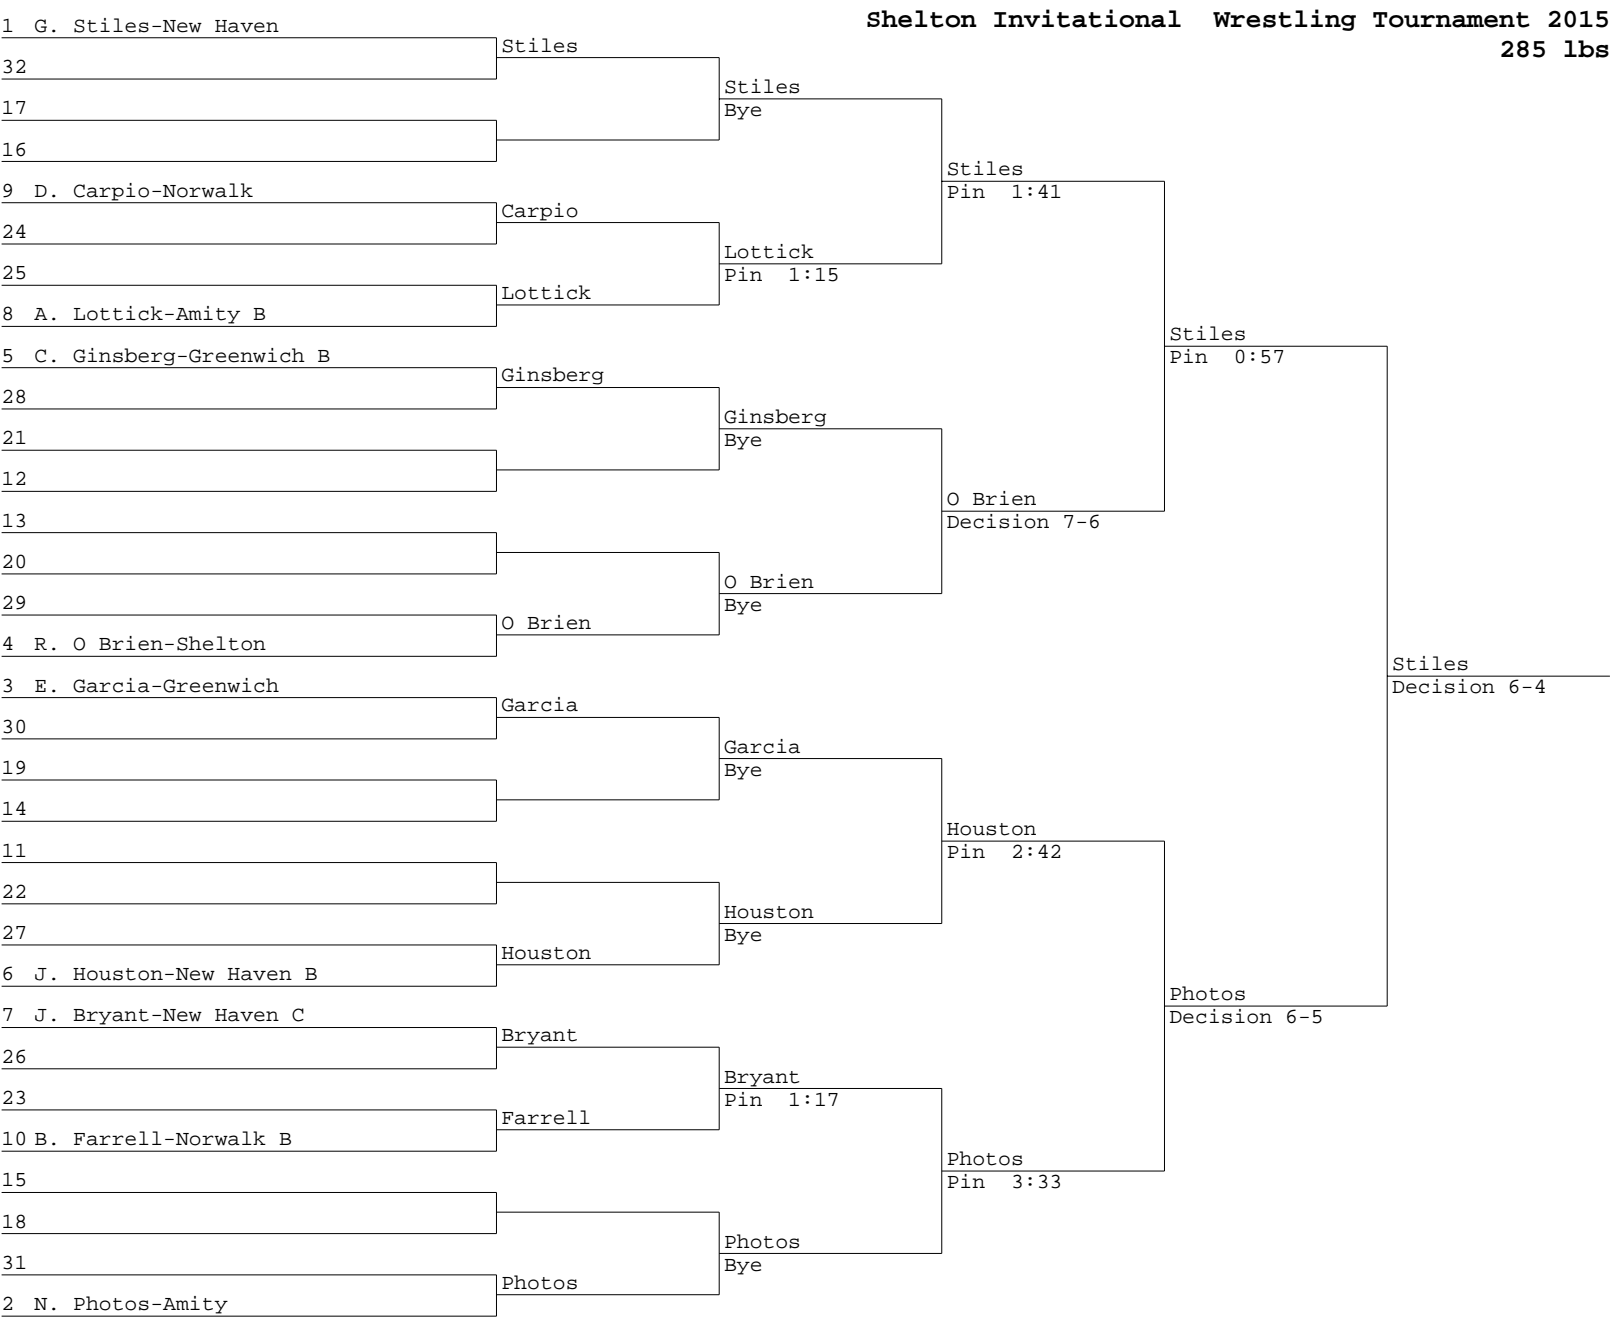 Shelton Invitational  Wrestling Tournament 2015
285 lbs
1 G. Stiles-New Haven
32
17
16
9 D. Carpio-Norwalk
24
25
8 A. Lottick-Amity B
5 C. Ginsberg-Greenwich B
28
21
12
13
20
29
4 R. O Brien-Shelton
3 E. Garcia-Greenwich
30
19
14
11
22
27
6 J. Houston-New Haven B
7 J. Bryant-New Haven C
26
23
10 B. Farrell-Norwalk B
15
18
31
2 N. Photos-Amity
Stiles
Carpio
Lottick
Ginsberg
O Brien
Garcia
Houston
Bryant
Farrell
Photos
Stiles
Bye
Lottick
Pin  1:15
Ginsberg
Bye
O Brien
Bye
Garcia
Bye
Houston
Bye
Bryant
Pin  1:17
Photos
Bye
Stiles
Pin  1:41
O Brien
Decision 7-6
Houston
Pin  2:42
Photos
Pin  3:33
Stiles
Pin  0:57
Photos
Decision 6-5
Stiles
Decision 6-4